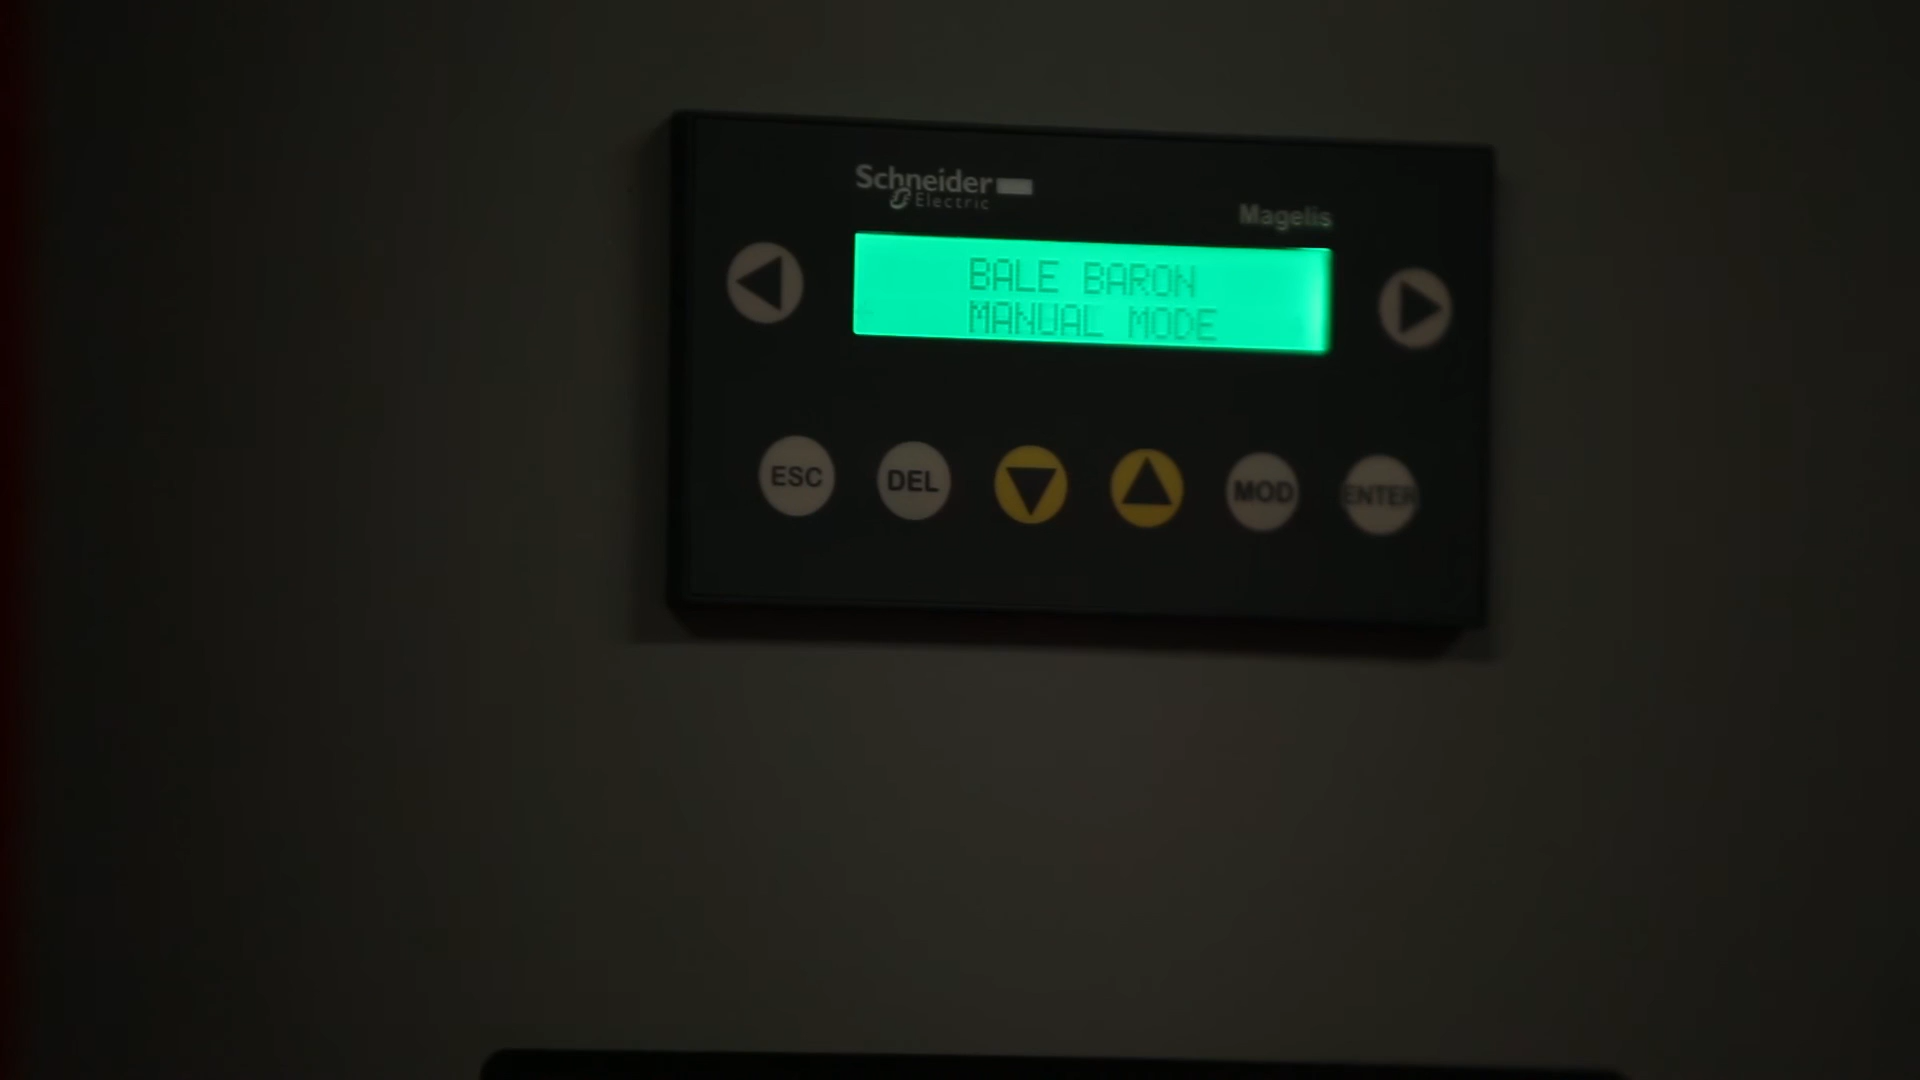 Schneider
Electric
Magelis
BALE BARON
MANUAL MODE
ESC DEL MOD ENTER